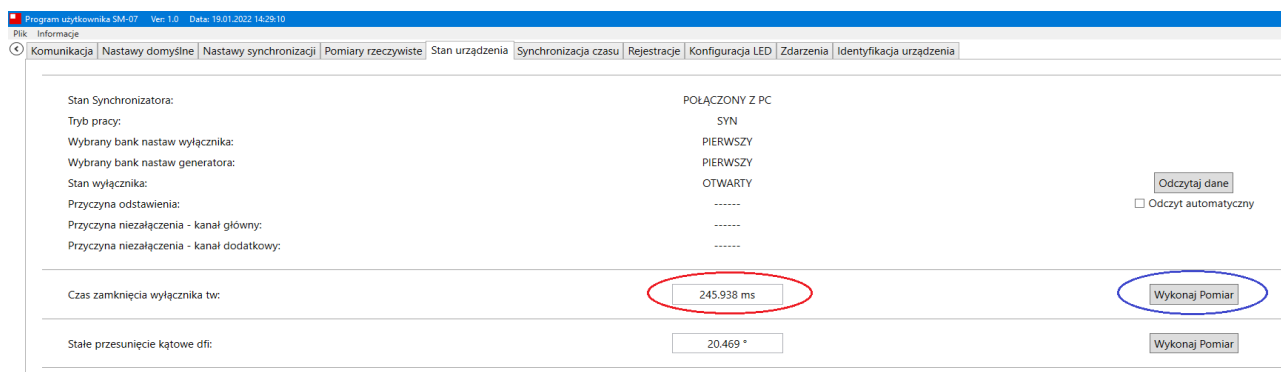 Program użytkownika SM-07 Ver: 1.0 Data: 19.01.2022 14:29:10
Plik Informacje
Komunikacja Nastawy domyślne Nastawy synchronizacji Pomiary rzeczywiste Stan urządzenia Synchronizacja czasu Rejestracje Konfiguracja LED Zdarzenia Identyfikacja urządzenia
Stan Synchronizatora: POŁĄCZONY Z PC
Tryb pracy: SYN
Wybrany bank nastaw wyłącznika: PIERWSZY
Wybrany bank nastaw generatora: PIERWSZY
Stan wyłącznika: OTWARTY Odczytaj dane
Przyczyna odstawienia: ------ Odczyt automatyczny
Przyczyna niezałączenia - kanał główny: ------
Przyczyna niezałączenia - kanał dodatkowy: ------
Czas zamknięcia wyłącznika tw: 245.938 ms Wykonaj Pomiar
Stałe przesunięcie kątowe dfi: 20.469 ° Wykonaj Pomiar